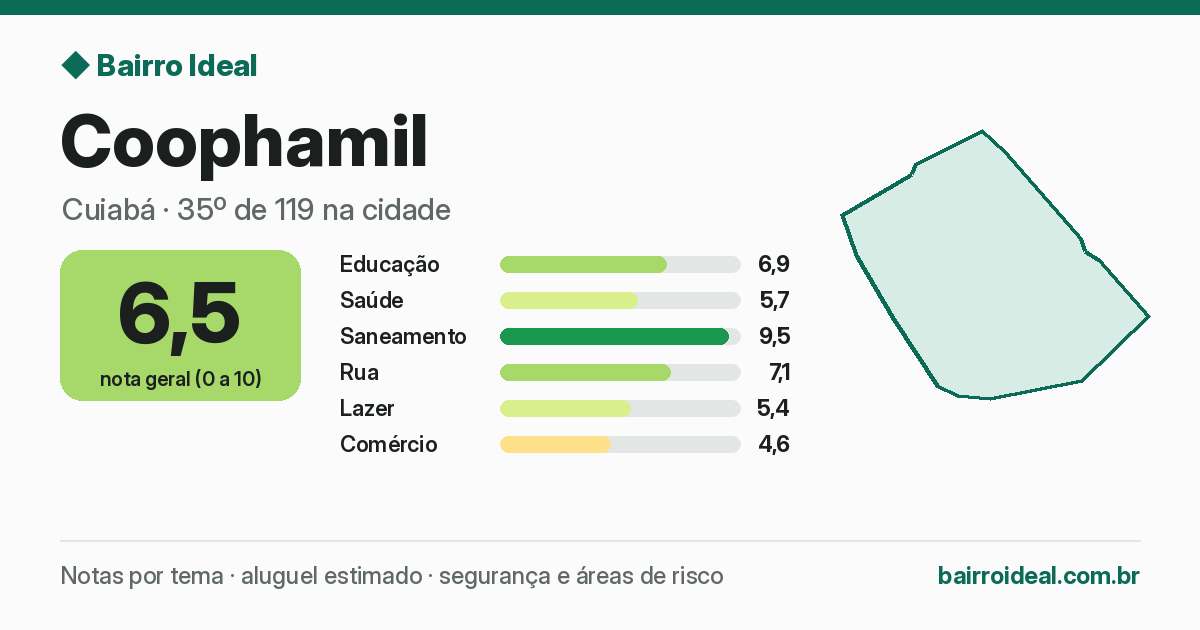 Bairro Ideal
Coophamil
Cuiabá · 35º de 119 na cidade
6,5
nota geral (0 a 10)
Educação 6,9
Saúde 5,7
Saneamento 9,5
Rua 7,1
Lazer 5,4
Comércio 4,6
Notas por tema · aluguel estimado · segurança e áreas de risco
bairroideal.com.br